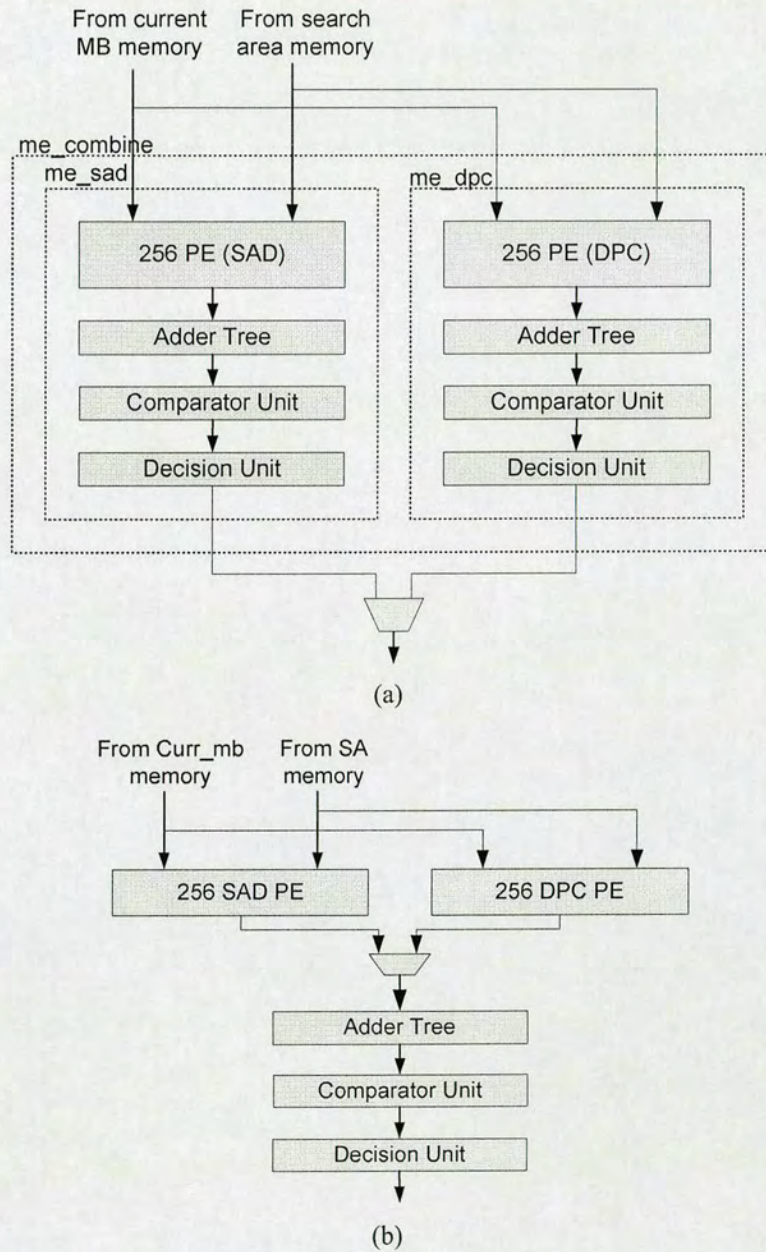 From current
MB memory
From search
area memory
me_combine
me_sad
me_dpc
256 PE (SAD)
256 PE (DPC)
Adder Tree
Adder Tree
Comparator Unit
Comparator Unit
Decision Unit
Decision Unit
(a)
From Curr_mb
memory
From SA
memory
256 SAD PE
256 DPC PE
Adder Tree
Comparator Unit
Decision Unit
(b)